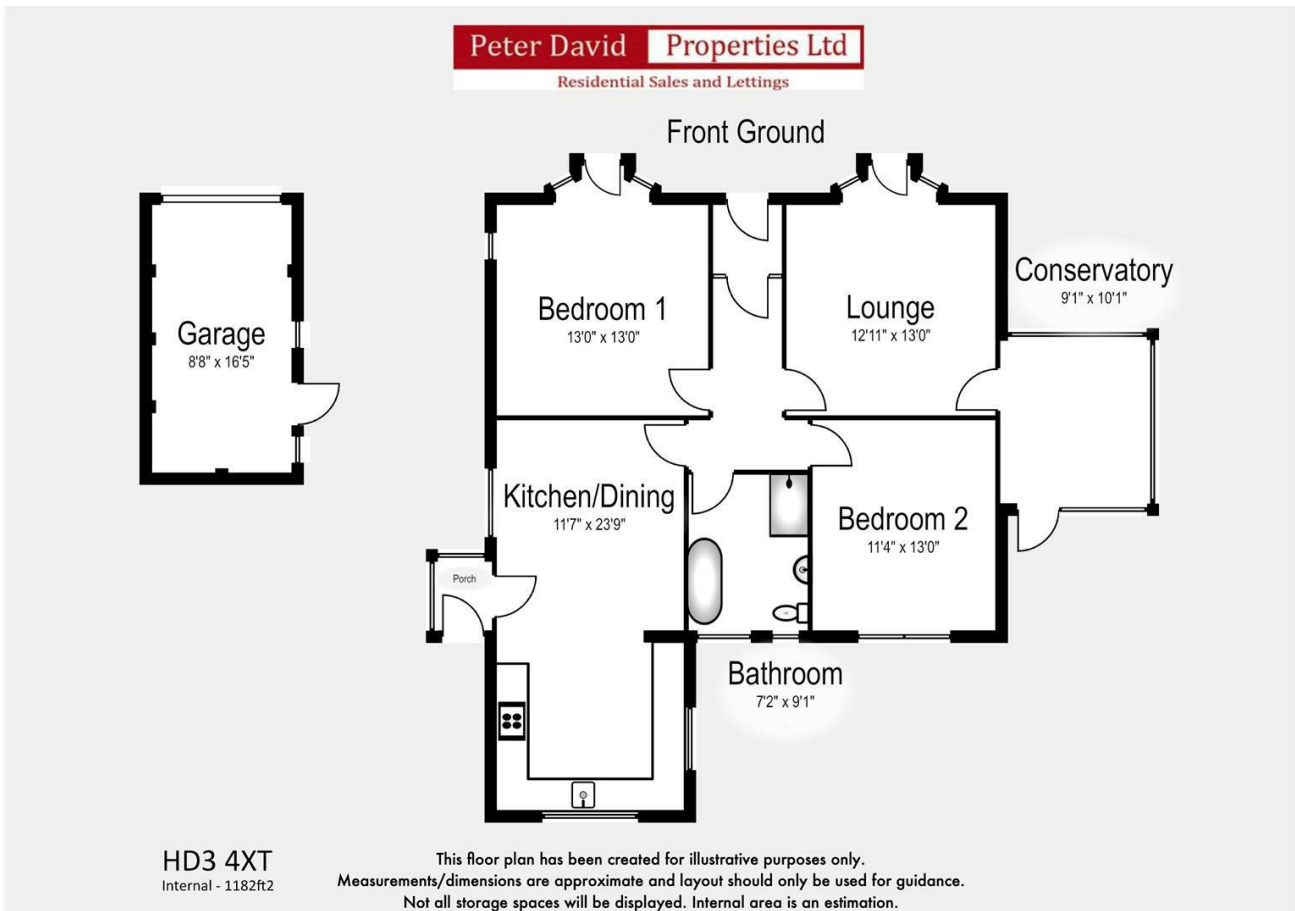 Peter David Properties Ltd
Residential Sales and Lettings
Front Ground
Conservatory
9'1" x 10'1"
Bedroom 1
13'0" x 13'0"
Lounge
12'11" x 13'0"
Garage
8'8" x 16'5"
Kitchen/Dining
11'7" x 23'9"
Bedroom 2
11'4" x 13'0"
Porch
Bathroom
7'2" x 9'1"
HD3 4XT
Internal - 1182ft2
This floor plan has been created for illustrative purposes only.
Measurements/dimensions are approximate and layout should only be used for guidance.
Not all storage spaces will be displayed. Internal area is an estimation.